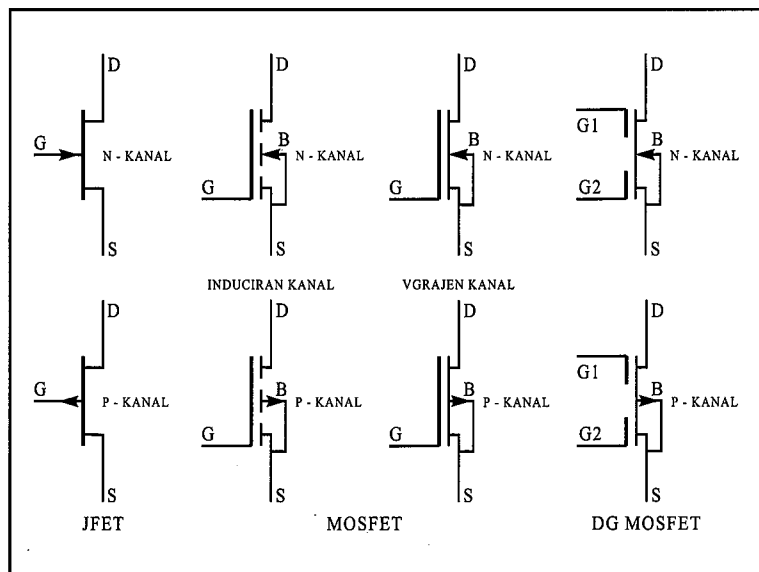 D D D D
G N - KANAL B N - KANAL B N - KANAL G1 B N - KANAL
G G G2
S S S S
INDUCIRAN KANAL VGRAJEN KANAL
D D D D
G P - KANAL B P - KANAL B P - KANAL G1 B P - KANAL
G G G2
S S S S
JFET MOSFET DG MOSFET